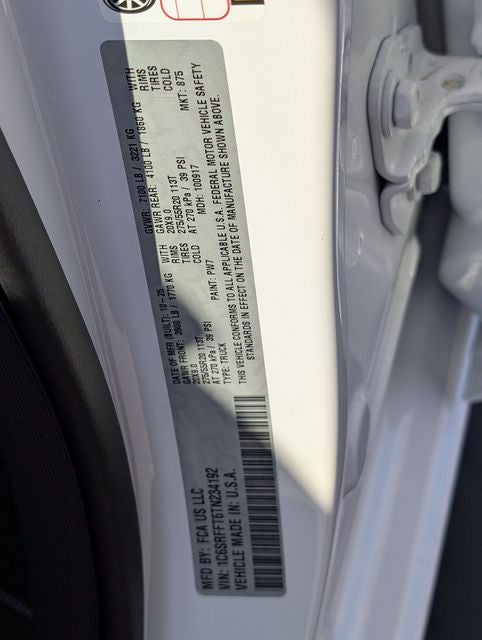 MFD BY: FCA US LLC
VIN: 1C6SRFFT6TN234192
VEHICLE MADE IN: U.S.A.
DATE OF MFR (BUILT): 10-25
GVWR: 7100 LB / 3221 KG
GAWR FRONT: 3900 LB / 1770 KG WITH
GAWR REAR: 4100 LB / 1860 KG WITH
20X9.0 RIMS
20X9.0 RIMS
275/55R20 113T TIRES
275/55R20 113T TIRES
AT 270 kPa / 39 PSI COLD
AT 270 kPa / 39 PSI COLD
PAINT: PW7
MDH: 100917
MKT: 875
TYPE: TRUCK
THIS VEHICLE CONFORMS TO ALL APPLICABLE U.S.A. FEDERAL MOTOR VEHICLE SAFETY
STANDARDS IN EFFECT ON THE DATE OF MANUFACTURE SHOWN ABOVE.